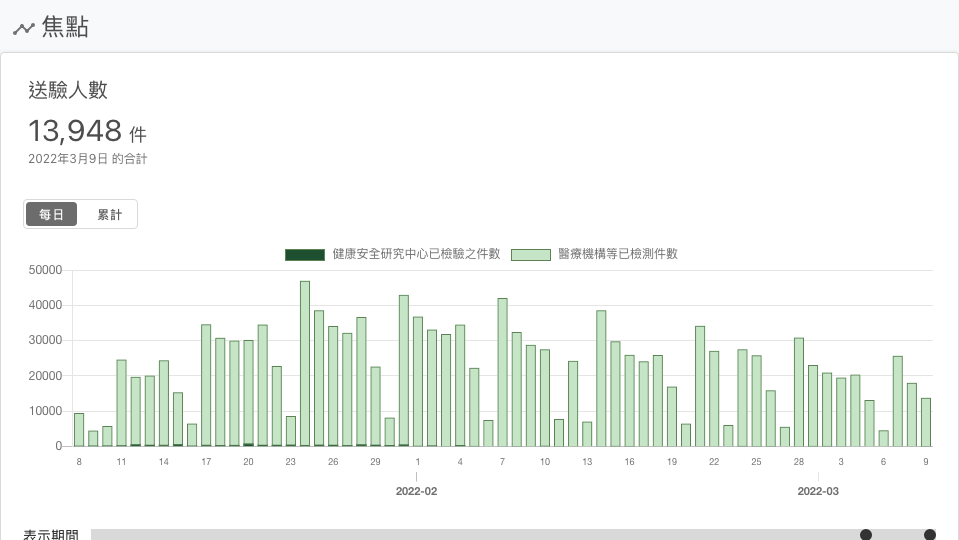 焦點
送驗人數
13,948 件
2022年3月9日 的合計
每日 累計
健康安全研究中心已檢驗之件數 醫療機構等已檢測件數
50000
40000
30000
20000
10000
0
8 11 14 17 20 23 26 29 1 4 7 10 13 16 19 22 25 28 3 6 9
2022-02 2022-03
表示期間